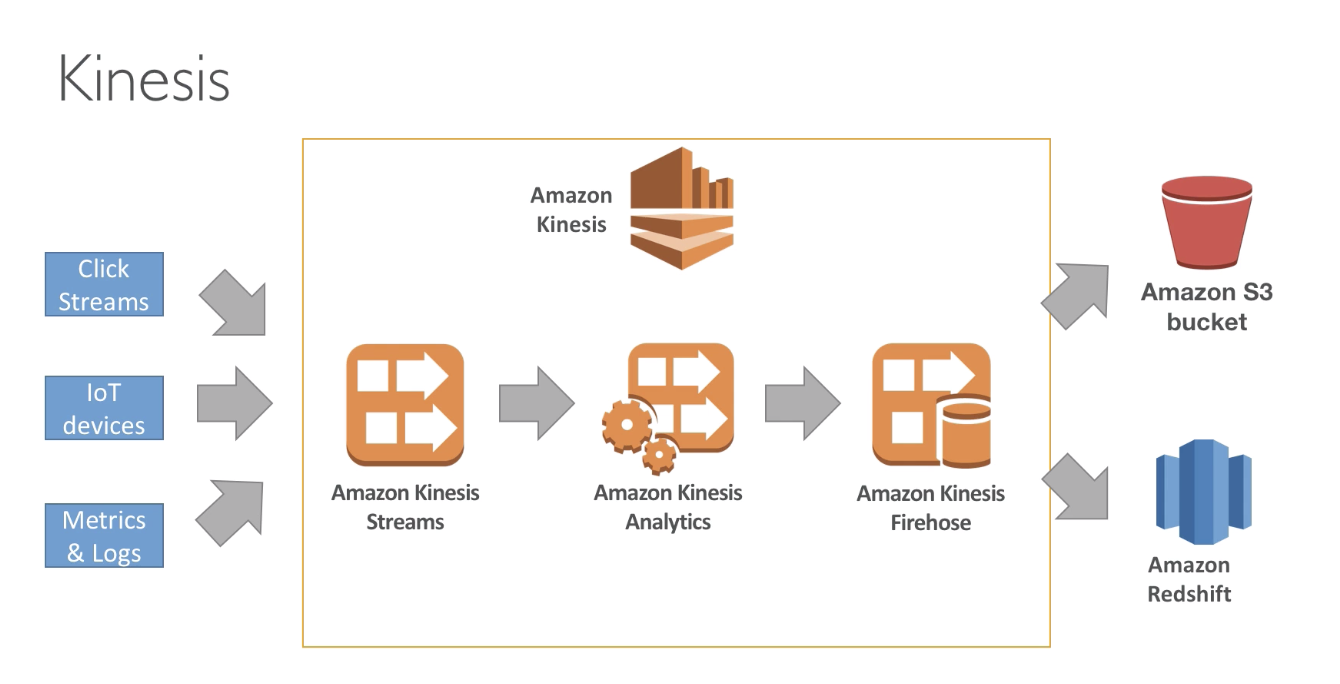 Kinesis
Amazon
Kinesis
Click
Streams
IoT
devices
Metrics
& Logs
Amazon Kinesis
Streams
Amazon Kinesis
Analytics
Amazon Kinesis
Firehose
Amazon S3
bucket
Amazon
Redshift